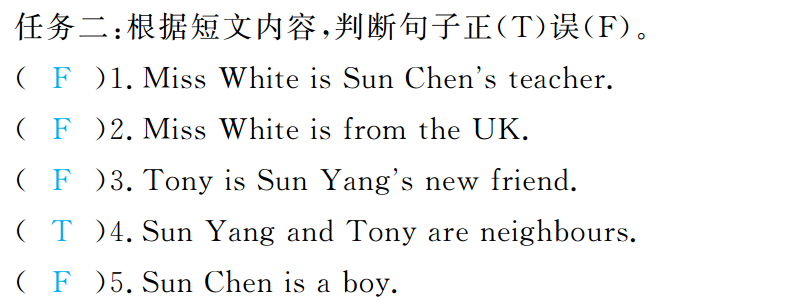 任务二:根据短文内容,判断句子正(T)误(F)。
( F )1. Miss White is Sun Chen's teacher.
( F )2. Miss White is from the UK.
( F )3. Tony is Sun Yang's new friend.
( T )4. Sun Yang and Tony are neighbours.
( F )5. Sun Chen is a boy.